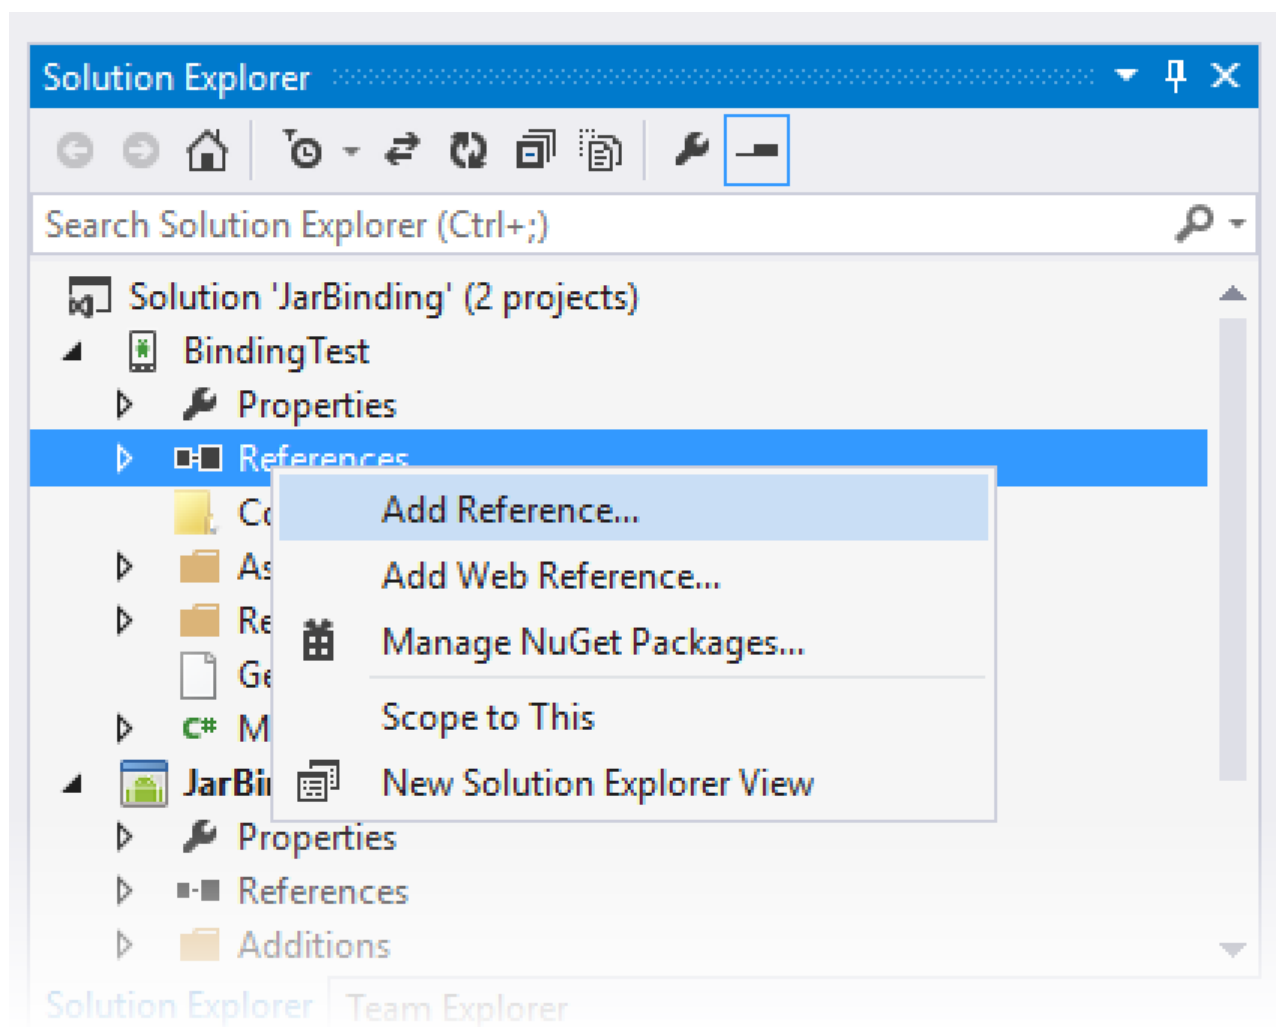 Solution Explorer
Search Solution Explorer (Ctrl+;)
Solution 'JarBinding' (2 projects)
BindingTest
Properties
References
Add Reference...
Add Web Reference...
Manage NuGet Packages...
Scope to This
C# M
New Solution Explorer View
Properties
References
Additions
Solution Explorer Team Explorer